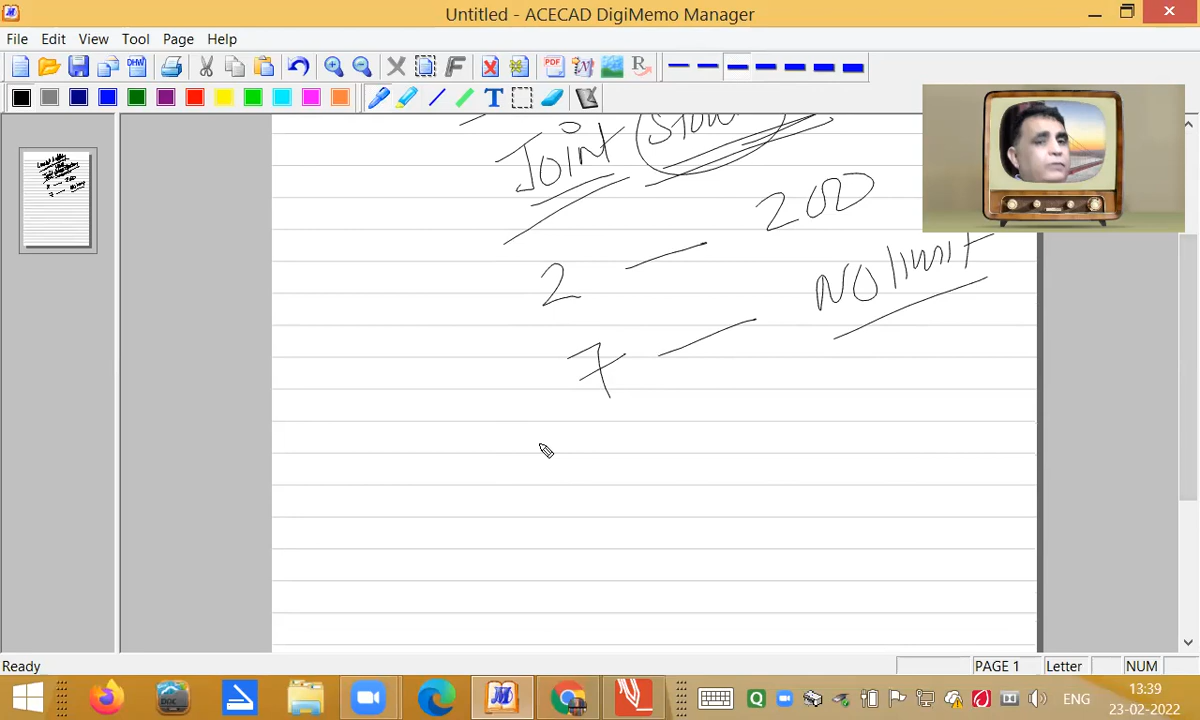 Untitled - ACECAD DigiMemo Manager
File Edit View Tool Page Help
Joint
2 — 200
7 — No limit
Ready
PAGE 1 Letter NUM
ENG
13:39
23-02-2022